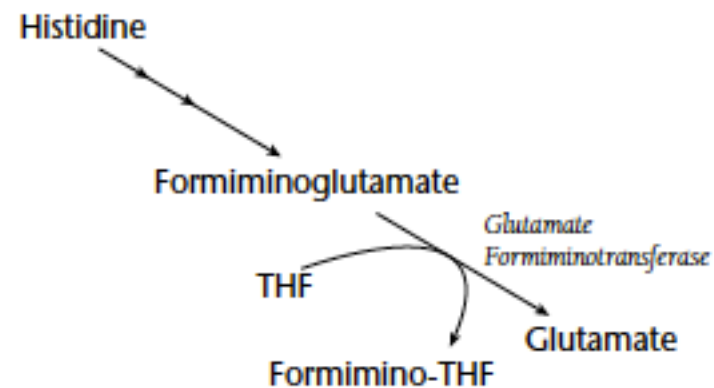 Histidine
Formiminoglutamate
Glutamate
Formiminotransferase
THF
Glutamate
Formimino-THF